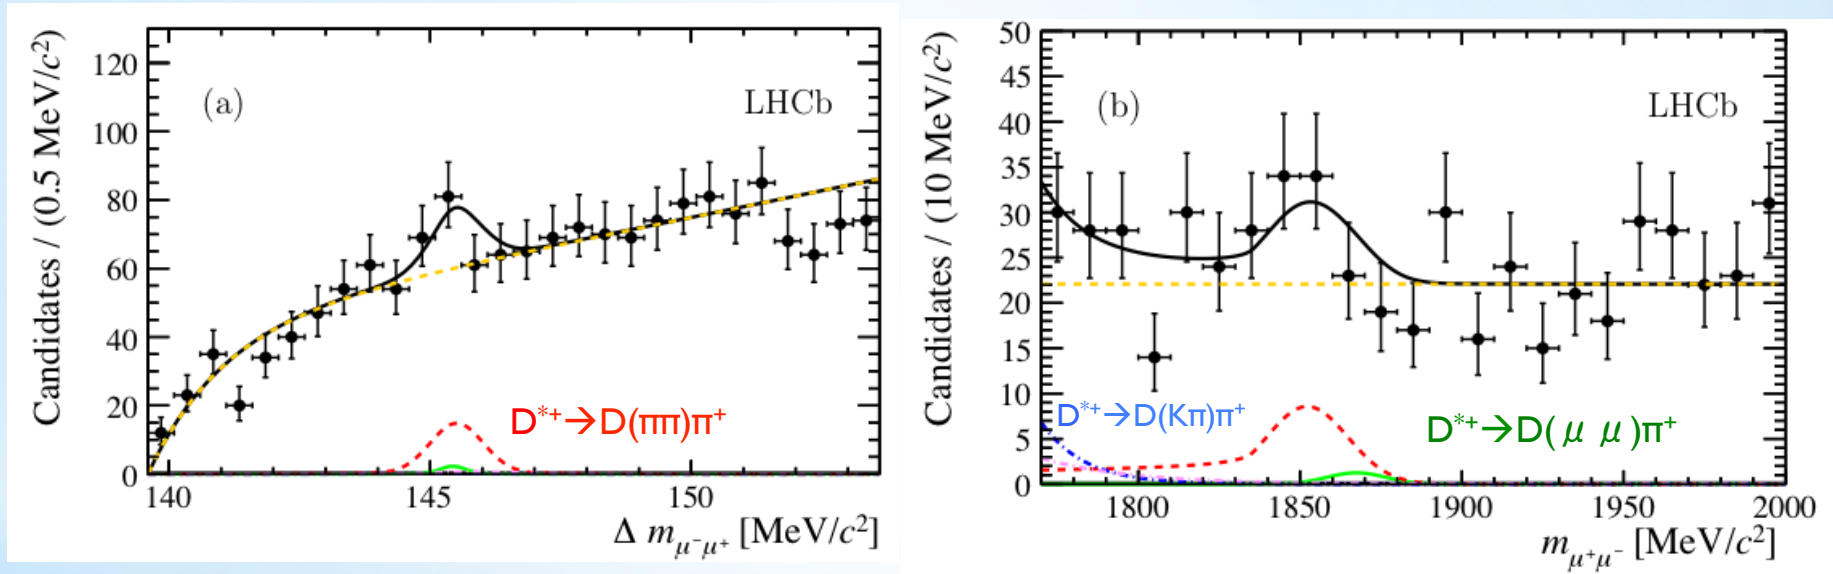 Candidates / (0.5 MeV/c²)
120
100
80
60
40
20
0
(a)
LHCb
D*+→D(ππ)π+
140
145
150
Δ mμ⁻μ⁺ [MeV/c²]
Candidates / (10 MeV/c²)
50
45
40
35
30
25
20
15
10
5
0
(b)
LHCb
D*+→D(Kπ)π+
D*+→D( μ μ )π+
1800
1850
1900
1950
2000
mμ⁺μ⁻ [MeV/c²]